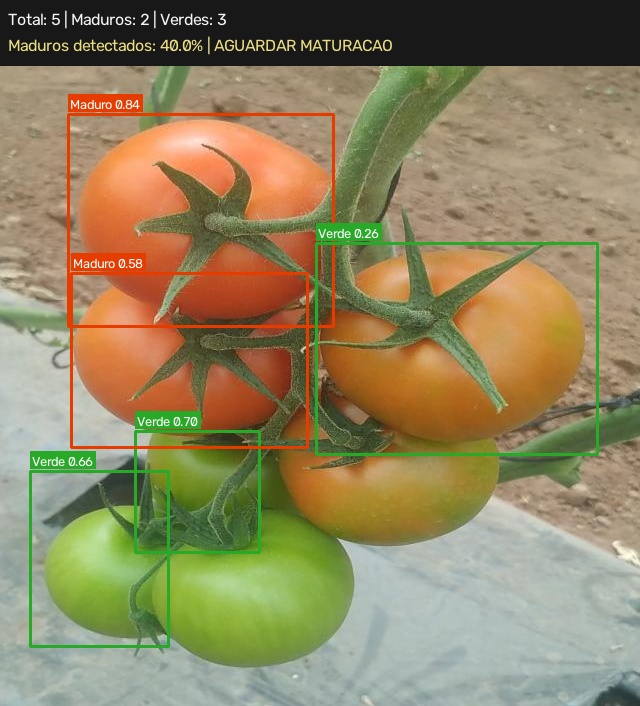 Total: 5 | Maduros: 2 | Verdes: 3
Maduros detectados: 40.0% | AGUARDAR MATURACAO
Maduro 0.84
Verde 0.26
Maduro 0.58
Verde 0.70
Verde 0.66